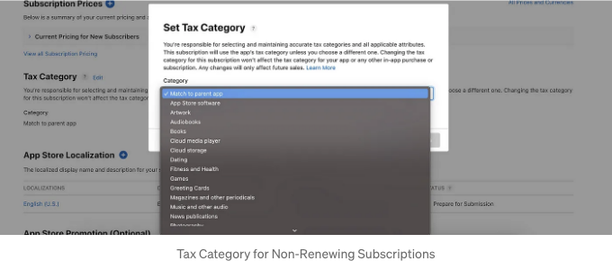 Subscription Prices
All Prices and Currencies
Below is a summary of your current pricing and
Current Pricing for New Subscribers
View all Subscription Pricing
Tax Category ? Edit
You're responsible for selecting and maintaining
for this subscription won't affect the tax category
oose a different one. Changing the tax category
Category
Match to parent app
App Store Localization
The localized display name and description for your
LOCALIZATIONS
STATUS ?
English (U.S.)
Prepare for Submission
App Store Promotion (Optional)
Set Tax Category ?
You're responsible for selecting and maintaining accurate tax categories and all applicable attributes.
This subscription will use the app's tax category unless you choose a different one. Changing the tax
category for this subscription won't affect the tax category for your app or any other in-app purchase or
subscription. Any changes will only affect future sales. Learn More
Category
✓ Match to parent app
App Store software
Artwork
Audiobooks
Books
Cloud media player
Cloud storage
Dating
Fitness and Health
Games
Greeting Cards
Magazines and other periodicals
Music and other audio
News publications
Photography
Tax Category for Non-Renewing Subscriptions